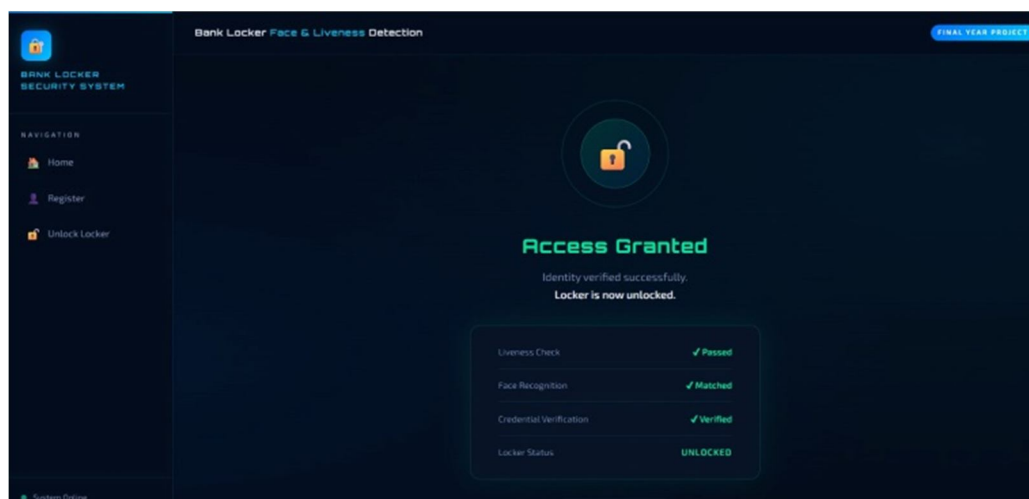 BANK LOCKER
SECURITY SYSTEM
Bank Locker Face & Liveness Detection
FINAL YEAR PROJECT
NAVIGATION
Home
Register
Unlock Locker
Access Granted
Identity verified successfully.
Locker is now unlocked.
Liveness Check ✓ Passed
Face Recognition ✓ Matched
Credential Verification ✓ Verified
Locker Status UNLOCKED
System Online